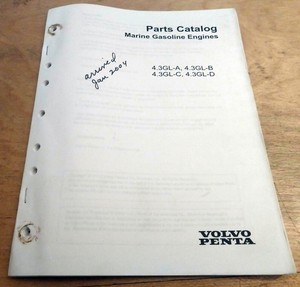 Parts Catalog
Marine Gasoline Engines
arrived
Jan 2004
4.3GL-A, 4.3GL-B
4.3GL-C, 4.3GL-D
VOLVO
PENTA